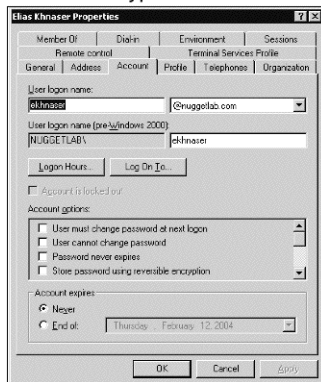 Elias Khnaser Properties
Member Of Dial-in Environment Sessions
Remote control Terminal Services Profile
General Address Account Profile Telephones Organization
User logon name:
ekhnaser @nuggetlab.com
User logon name (pre-Windows 2000):
NUGGETLAB\ ekhnaser
Logon Hours... Log On To...
Account is locked out
Account options:
User must change password at next logon
User cannot change password
Password never expires
Store password using reversible encryption
Account expires
Never
End of: Thursday , February 12, 2004
OK Cancel Apply